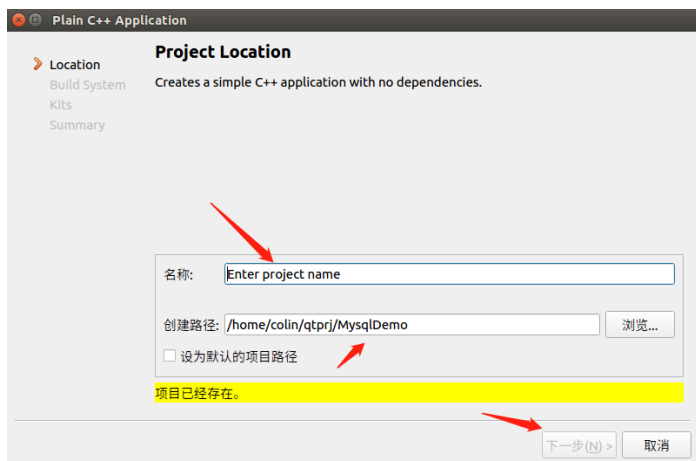 Plain C++ Application
Location
Build System
Kits
Summary
Project Location
Creates a simple C++ application with no dependencies.
名称: Enter project name
创建路径: /home/colin/qtprj/MysqlDemo 浏览...
设为默认的项目路径
项目已经存在。
下一步(N) > 取消